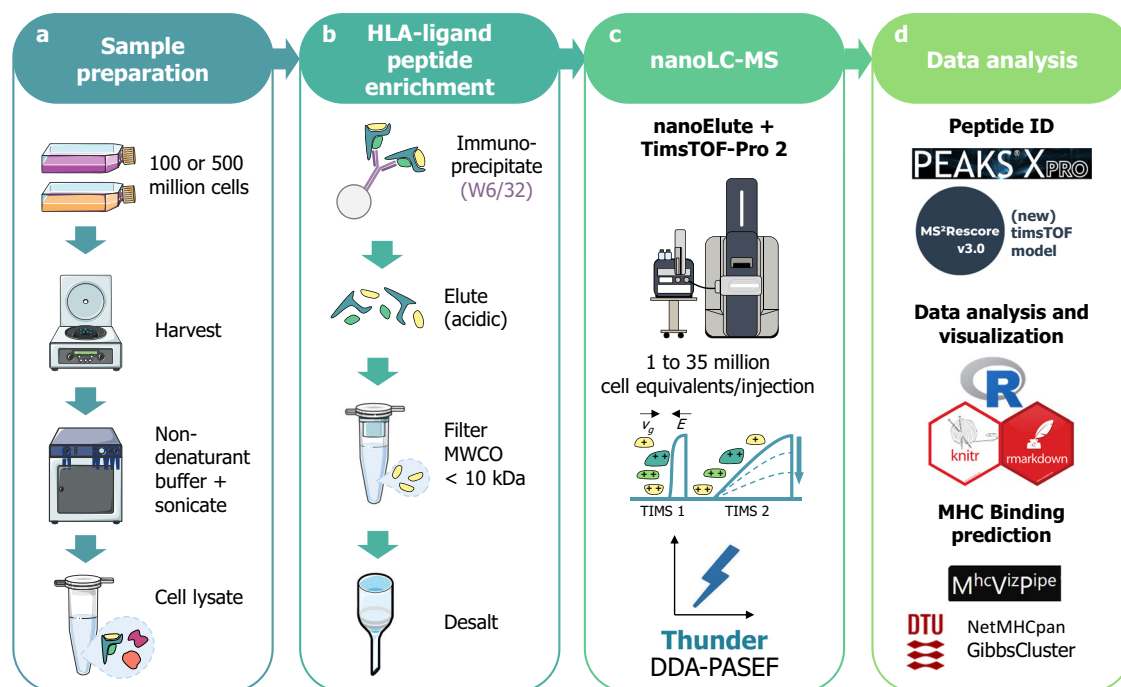 a
Sample
preparation
100 or 500
million cells
Harvest
Non-
denaturant
buffer +
sonicate
Cell lysate
b
HLA-ligand
peptide
enrichment
Immuno-
precipitate
(W6/32)
Elute
(acidic)
Filter
MWCO
< 10 kDa
Desalt
c
nanoLC-MS
nanoElute +
TimsTOF-Pro 2
1 to 35 million
cell equivalents/injection
vg E
+ +
++ ++
++ ++
++ ++
TIMS 1 TIMS 2
Thunder
DDA-PASEF
d
Data analysis
Peptide ID
PEAKS® X PRO
MS²Rescore
v3.0
(new)
timsTOF
model
Data analysis and
visualization
R
knitr
rmarkdown
MHC Binding
prediction
MhcVizPipe
DTU
NetMHCpan
GibbsCluster